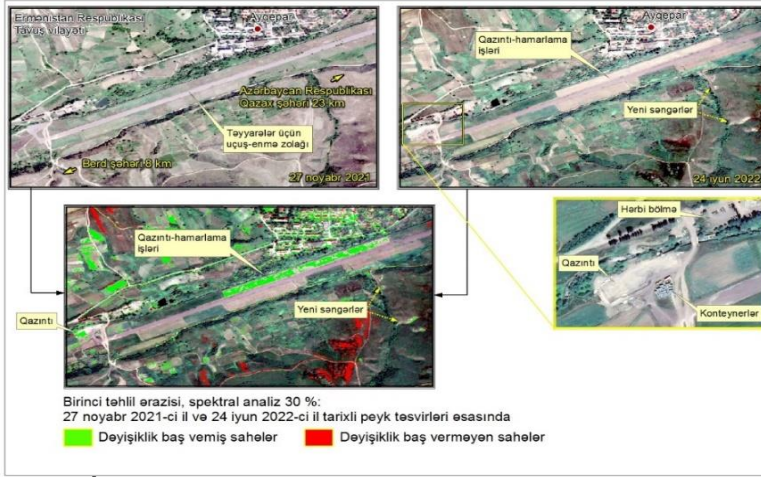 Ermənistan Respublikası
Tavuş vilayəti
Aygepar
Azərbaycan Respublikası
Qazax şəhəri 23 km
Təyyarələr üçün
uçuş-enmə zolağı
Berd şəhəri 8 km
27 noyabr 2021
Aygepar
Qazıntı-hamarlama
işləri
Yeni səngərlər
24 iyun 2022
Qazıntı-hamarlama
işləri
Yeni səngərlər
Qazıntı
Hərbi bölmə
Qazıntı
Konteynerlər
Birinci təhlil ərazisi, spektral analiz 30 %:
27 noyabr 2021-ci il və 24 iyun 2022-ci il tarixli peyk təsvirləri əsasında
Dəyişiklik baş vermiş sahələr
Dəyişiklik baş verməyən sahələr